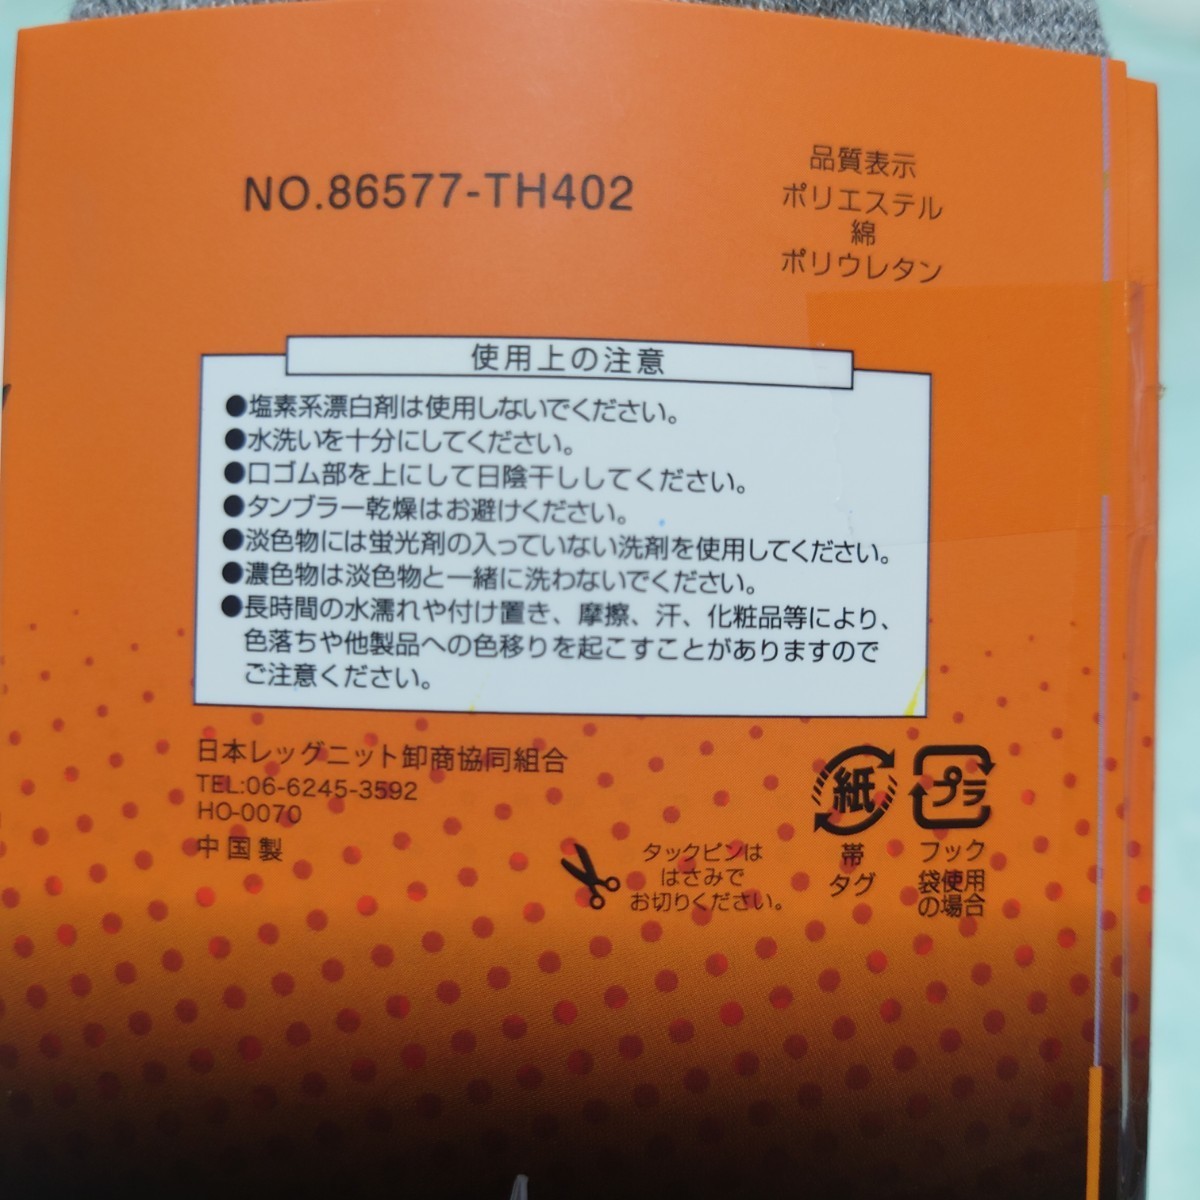 NO.86577-TH402
品質表示
ポリエステル
綿
ポリウレタン
使用上の注意
●塩素系漂白剤は使用しないでください。
●水洗いを十分にしてください。
●口ゴム部を上にして日陰干ししてください。
●タンブラー乾燥はお避けください。
●淡色物には蛍光剤の入っていない洗剤を使用してください。
●濃色物は淡色物と一緒に洗わないでください。
●長時間の水濡れや付け置き、摩擦、汗、化粧品等により、
色落ちや他製品への色移りを起こすことがありますので
ご注意ください。
日本レッグニット卸商協同組合
TEL:06-6245-3592
HO-0070
中国製
タックピンは
はさみで
お切りください。
紙
帯
タグ
プラ
フック
袋使用
の場合